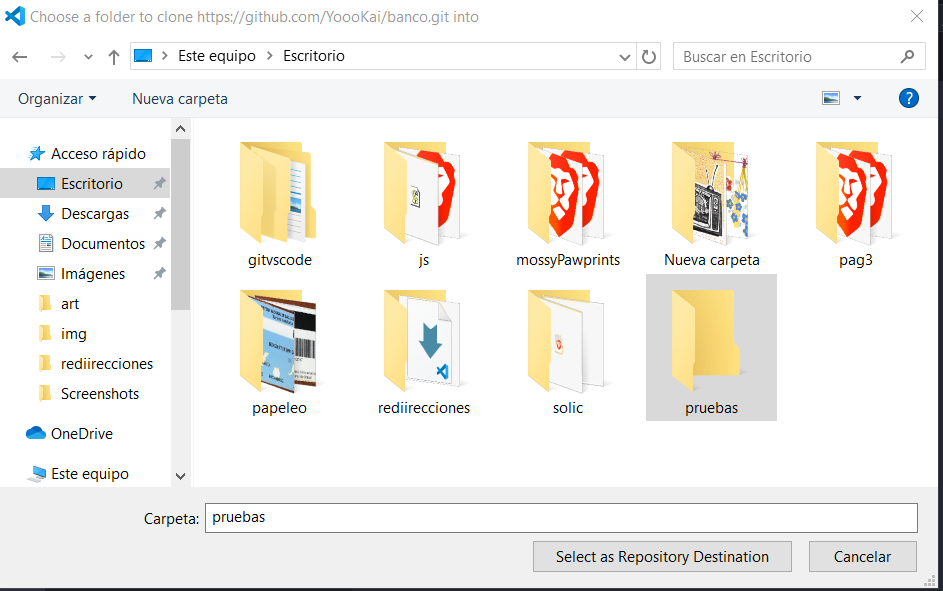 Choose a folder to clone https://github.com/YoooKai/banco.git into
Este equipo
Escritorio
Buscar en Escritorio
Organizar
Nueva carpeta
?
Acceso rápido
Escritorio
Descargas
Documentos
Imágenes
art
img
rediirecciones
Screenshots
OneDrive
Este equipo
gitvscode
js
mossyPawprints
Nueva carpeta
pag3
papeleo
rediirecciones
solic
pruebas
Carpeta: pruebas
Select as Repository Destination
Cancelar